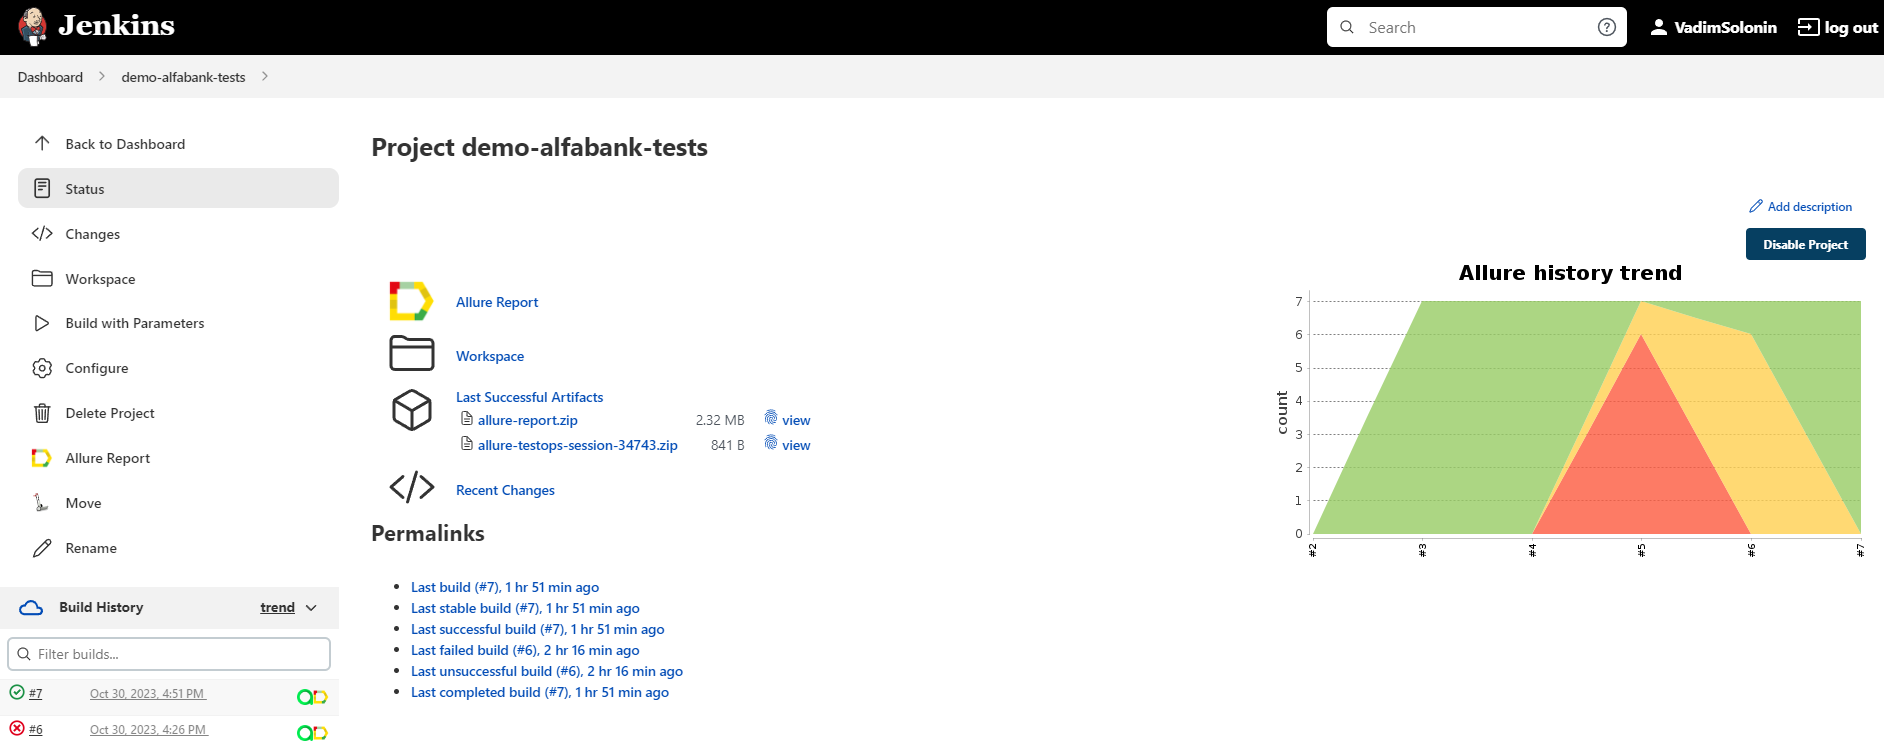 Jenkins
Search
VadimSolonin
log out
Dashboard
demo-alfabank-tests
Back to Dashboard
Status
Changes
Workspace
Build with Parameters
Configure
Delete Project
Allure Report
Move
Rename
Build History
trend
Filter builds...
#7
Oct 30, 2023, 4:51 PM
#6
Oct 30, 2023, 4:26 PM
Project demo-alfabank-tests
Add description
Disable Project
Allure Report
Workspace
Last Successful Artifacts
allure-report.zip 2.32 MB view
allure-testops-session-34743.zip 841 B view
Recent Changes
Permalinks
Last build (#7), 1 hr 51 min ago
Last stable build (#7), 1 hr 51 min ago
Last successful build (#7), 1 hr 51 min ago
Last failed build (#6), 2 hr 16 min ago
Last unsuccessful build (#6), 2 hr 16 min ago
Last completed build (#7), 1 hr 51 min ago
Allure history trend
count
7
6
5
4
3
2
1
0
#2
#3
#4
#5
#6
#7